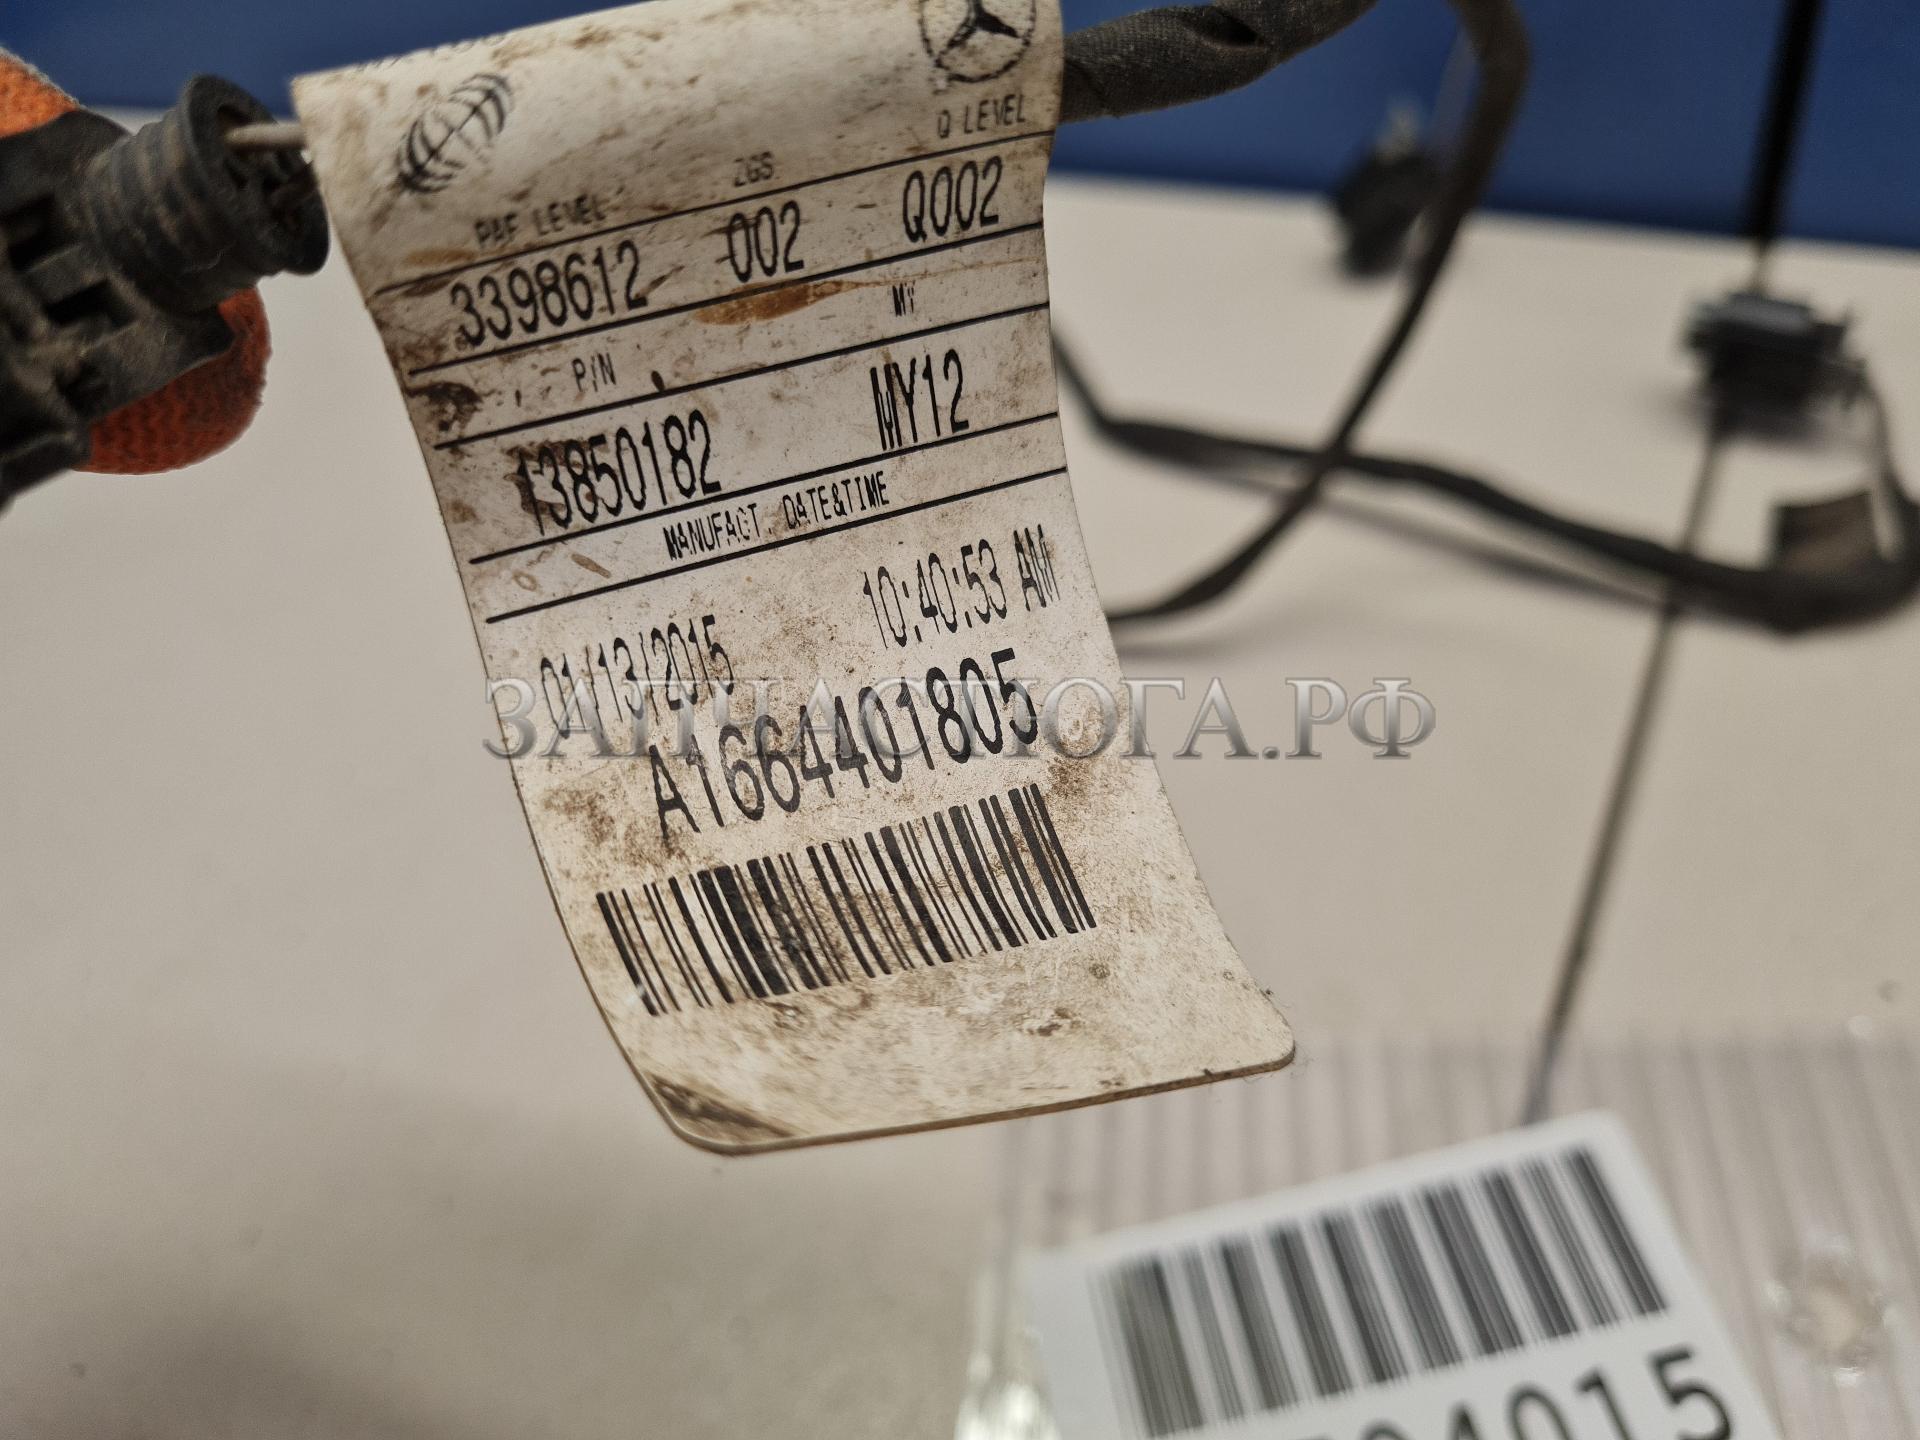 Q LEVEL
PAF LEVEL ZGS
3398612 002 Q002
P/N MY
13850182 MY12
MANUFACT. DATE&TIME
01/13/2015 10:40:53 AM
A1664401805
ЗАПЧАСТЮГА.РФ